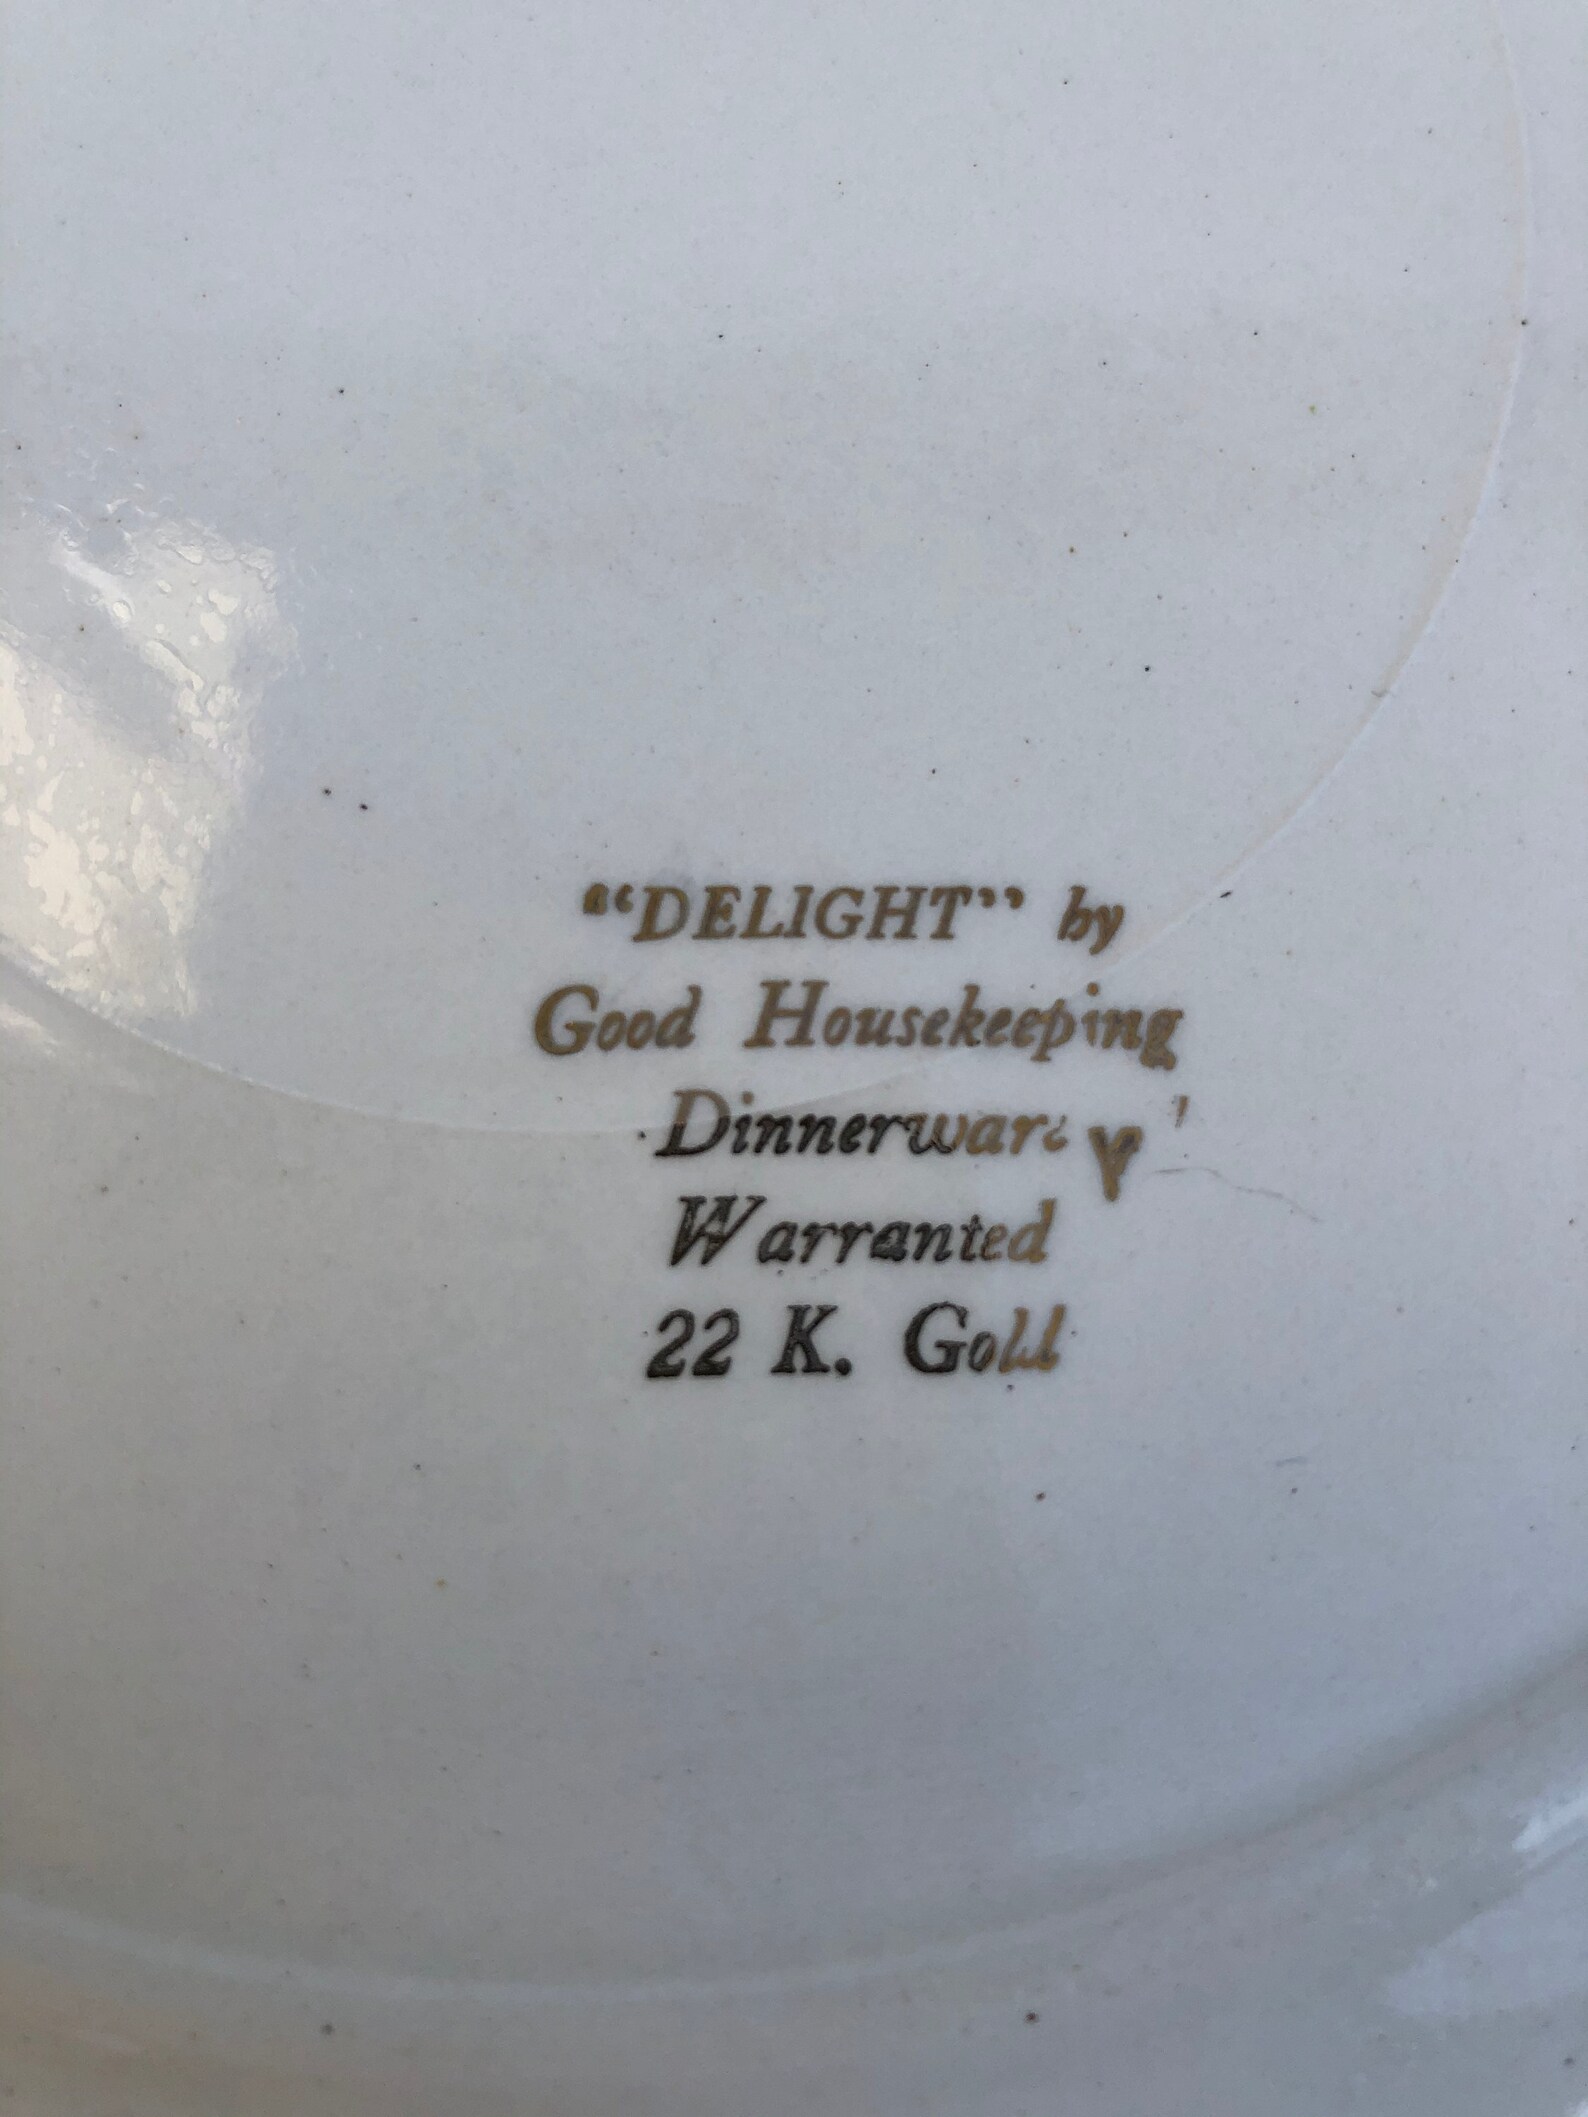 “DELIGHT” by
Good Housekeeping
Dinnerware
Warranted
22 K. Gold